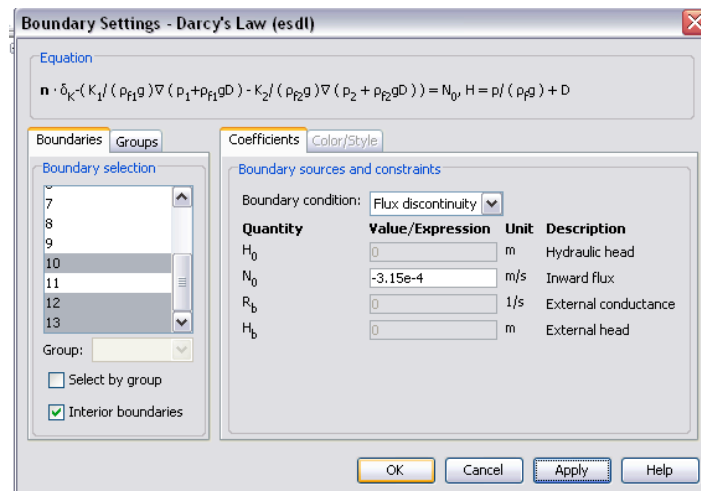 Boundary Settings - Darcy's Law (esdl)
Equation
n · δK·(K1/(ρf1g)∇(p1+ρf1gD) - K2/(ρf2g)∇(p2 + ρf2gD)) = N0, H = p/(ρfg) + D
Boundaries Groups Coefficients Color/Style
Boundary selection
7
8
9
10
11
12
13
Group:
Select by group
Interior boundaries
Boundary sources and constraints
Boundary condition: Flux discontinuity
Quantity Value/Expression Unit Description
H0 0 m Hydraulic head
N0 -3.15e-4 m/s Inward flux
Rb 0 1/s External conductance
Hb 0 m External head
OK Cancel Apply Help